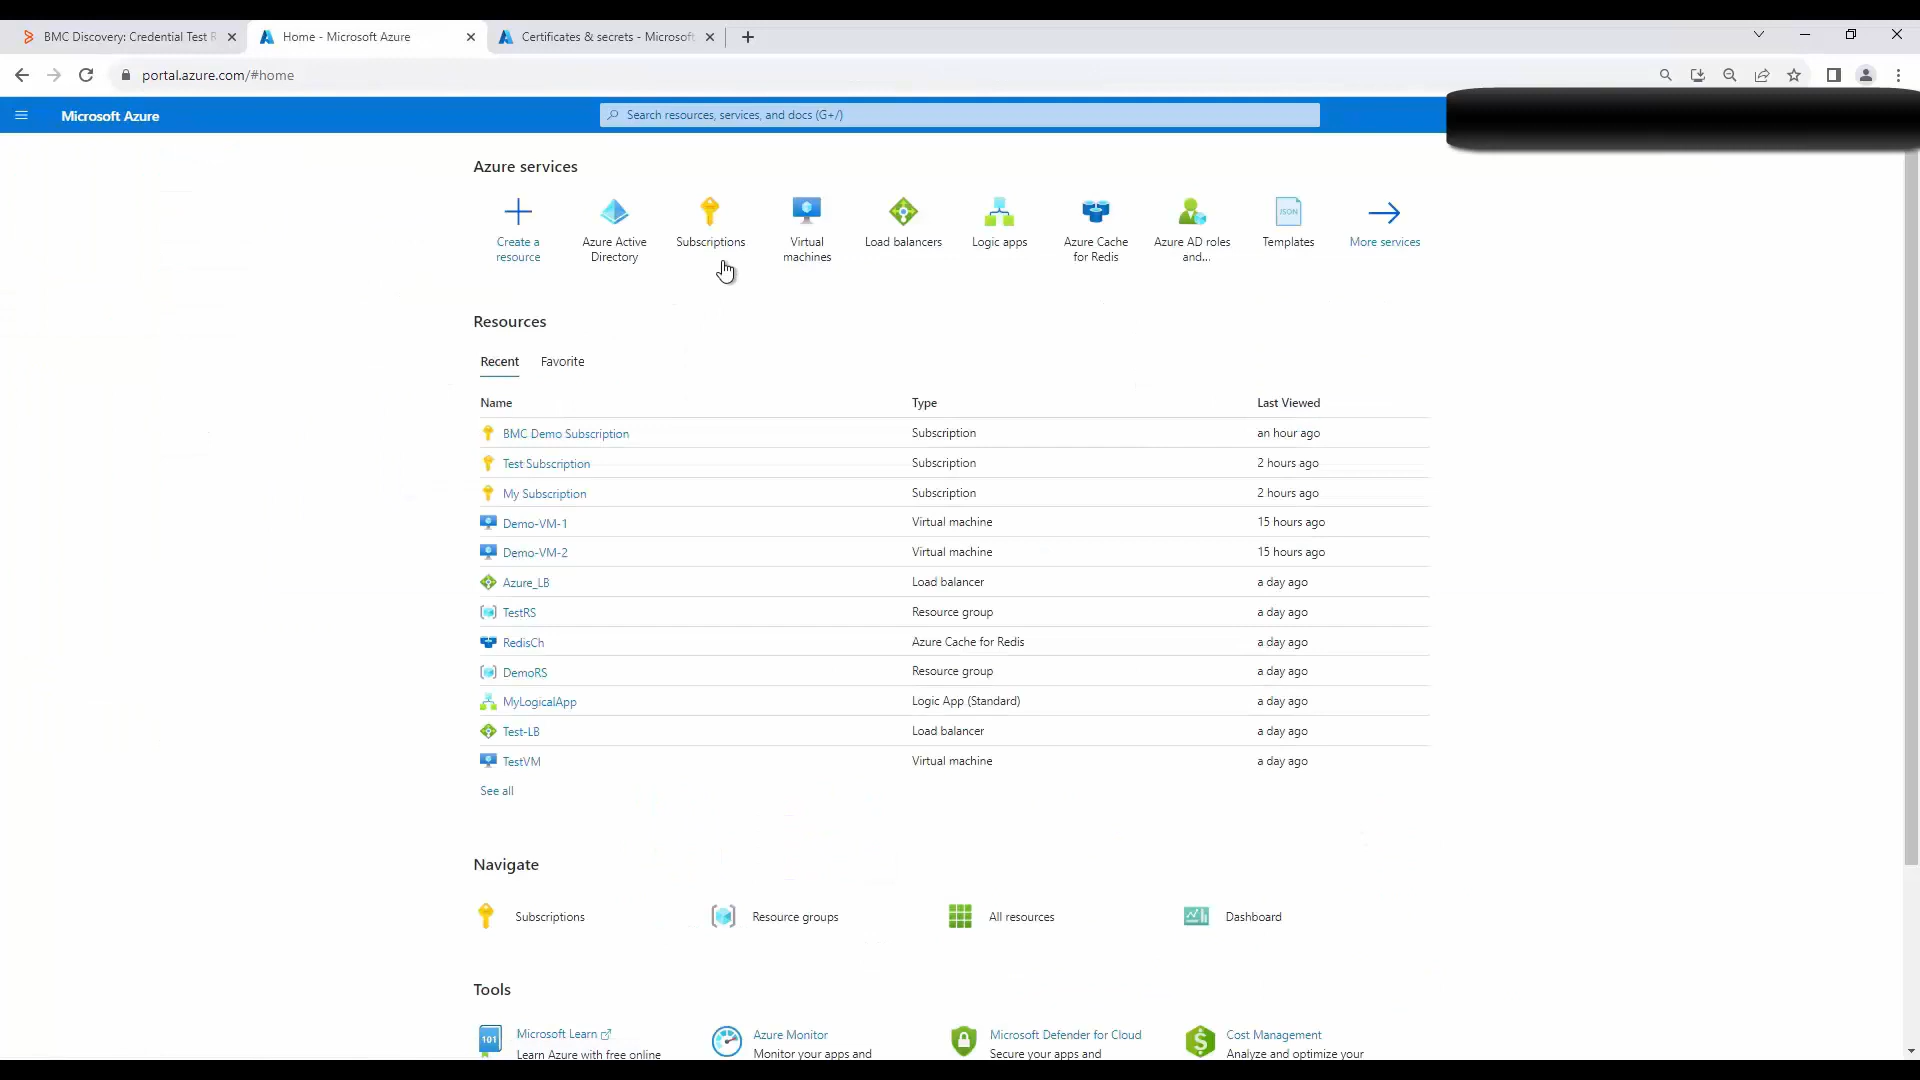 BMC Discovery: Credential Test R
Home - Microsoft Azure
Certificates & secrets - Microsoft
portal.azure.com/#home
Microsoft Azure
Search resources, services, and docs (G+/)
Azure services
Create a
resource
Azure Active
Directory
Subscriptions
Virtual
machines
Load balancers
Logic apps
Azure Cache
for Redis
Azure AD roles
and...
JSON
Templates
More services
Resources
Recent Favorite
Name Type Last Viewed
BMC Demo Subscription Subscription an hour ago
Test Subscription Subscription 2 hours ago
My Subscription Subscription 2 hours ago
Demo-VM-1 Virtual machine 15 hours ago
Demo-VM-2 Virtual machine 15 hours ago
Azure_LB Load balancer a day ago
TestRS Resource group a day ago
RedisCh Azure Cache for Redis a day ago
DemoRS Resource group a day ago
MyLogicalApp Logic App (Standard) a day ago
Test-LB Load balancer a day ago
TestVM Virtual machine a day ago
See all
Navigate
Subscriptions Resource groups All resources Dashboard
Tools
101
Microsoft Learn
Learn Azure with free online
Azure Monitor
Monitor your apps and
Microsoft Defender for Cloud
Secure your apps and
Cost Management
Analyze and optimize your